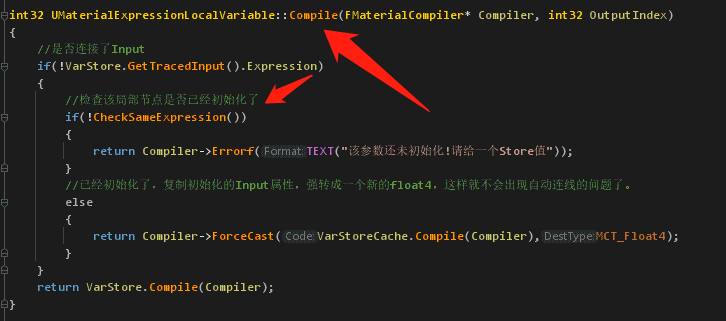 int32 UMaterialExpressionLocalVariable::Compile(FMaterialCompiler* Compiler, int32 OutputIndex)
{
//是否连接了Input
if(!VarStore.GetTracedInput().Expression)
{
//检查该局部节点是否已经初始化了
if(!CheckSameExpression())
{
return Compiler->Errorf(Format:TEXT("该参数还未初始化!请给一个Store值"));
}
//已经初始化了，复制初始化的Input属性，强转成一个新的float4，这样就不会出现自动连线的问题了。
else
{
return Compiler->ForceCast(Code:VarStoreCache.Compile(Compiler),DestType:MCT_Float4);
}
}
return VarStore.Compile(Compiler);
}